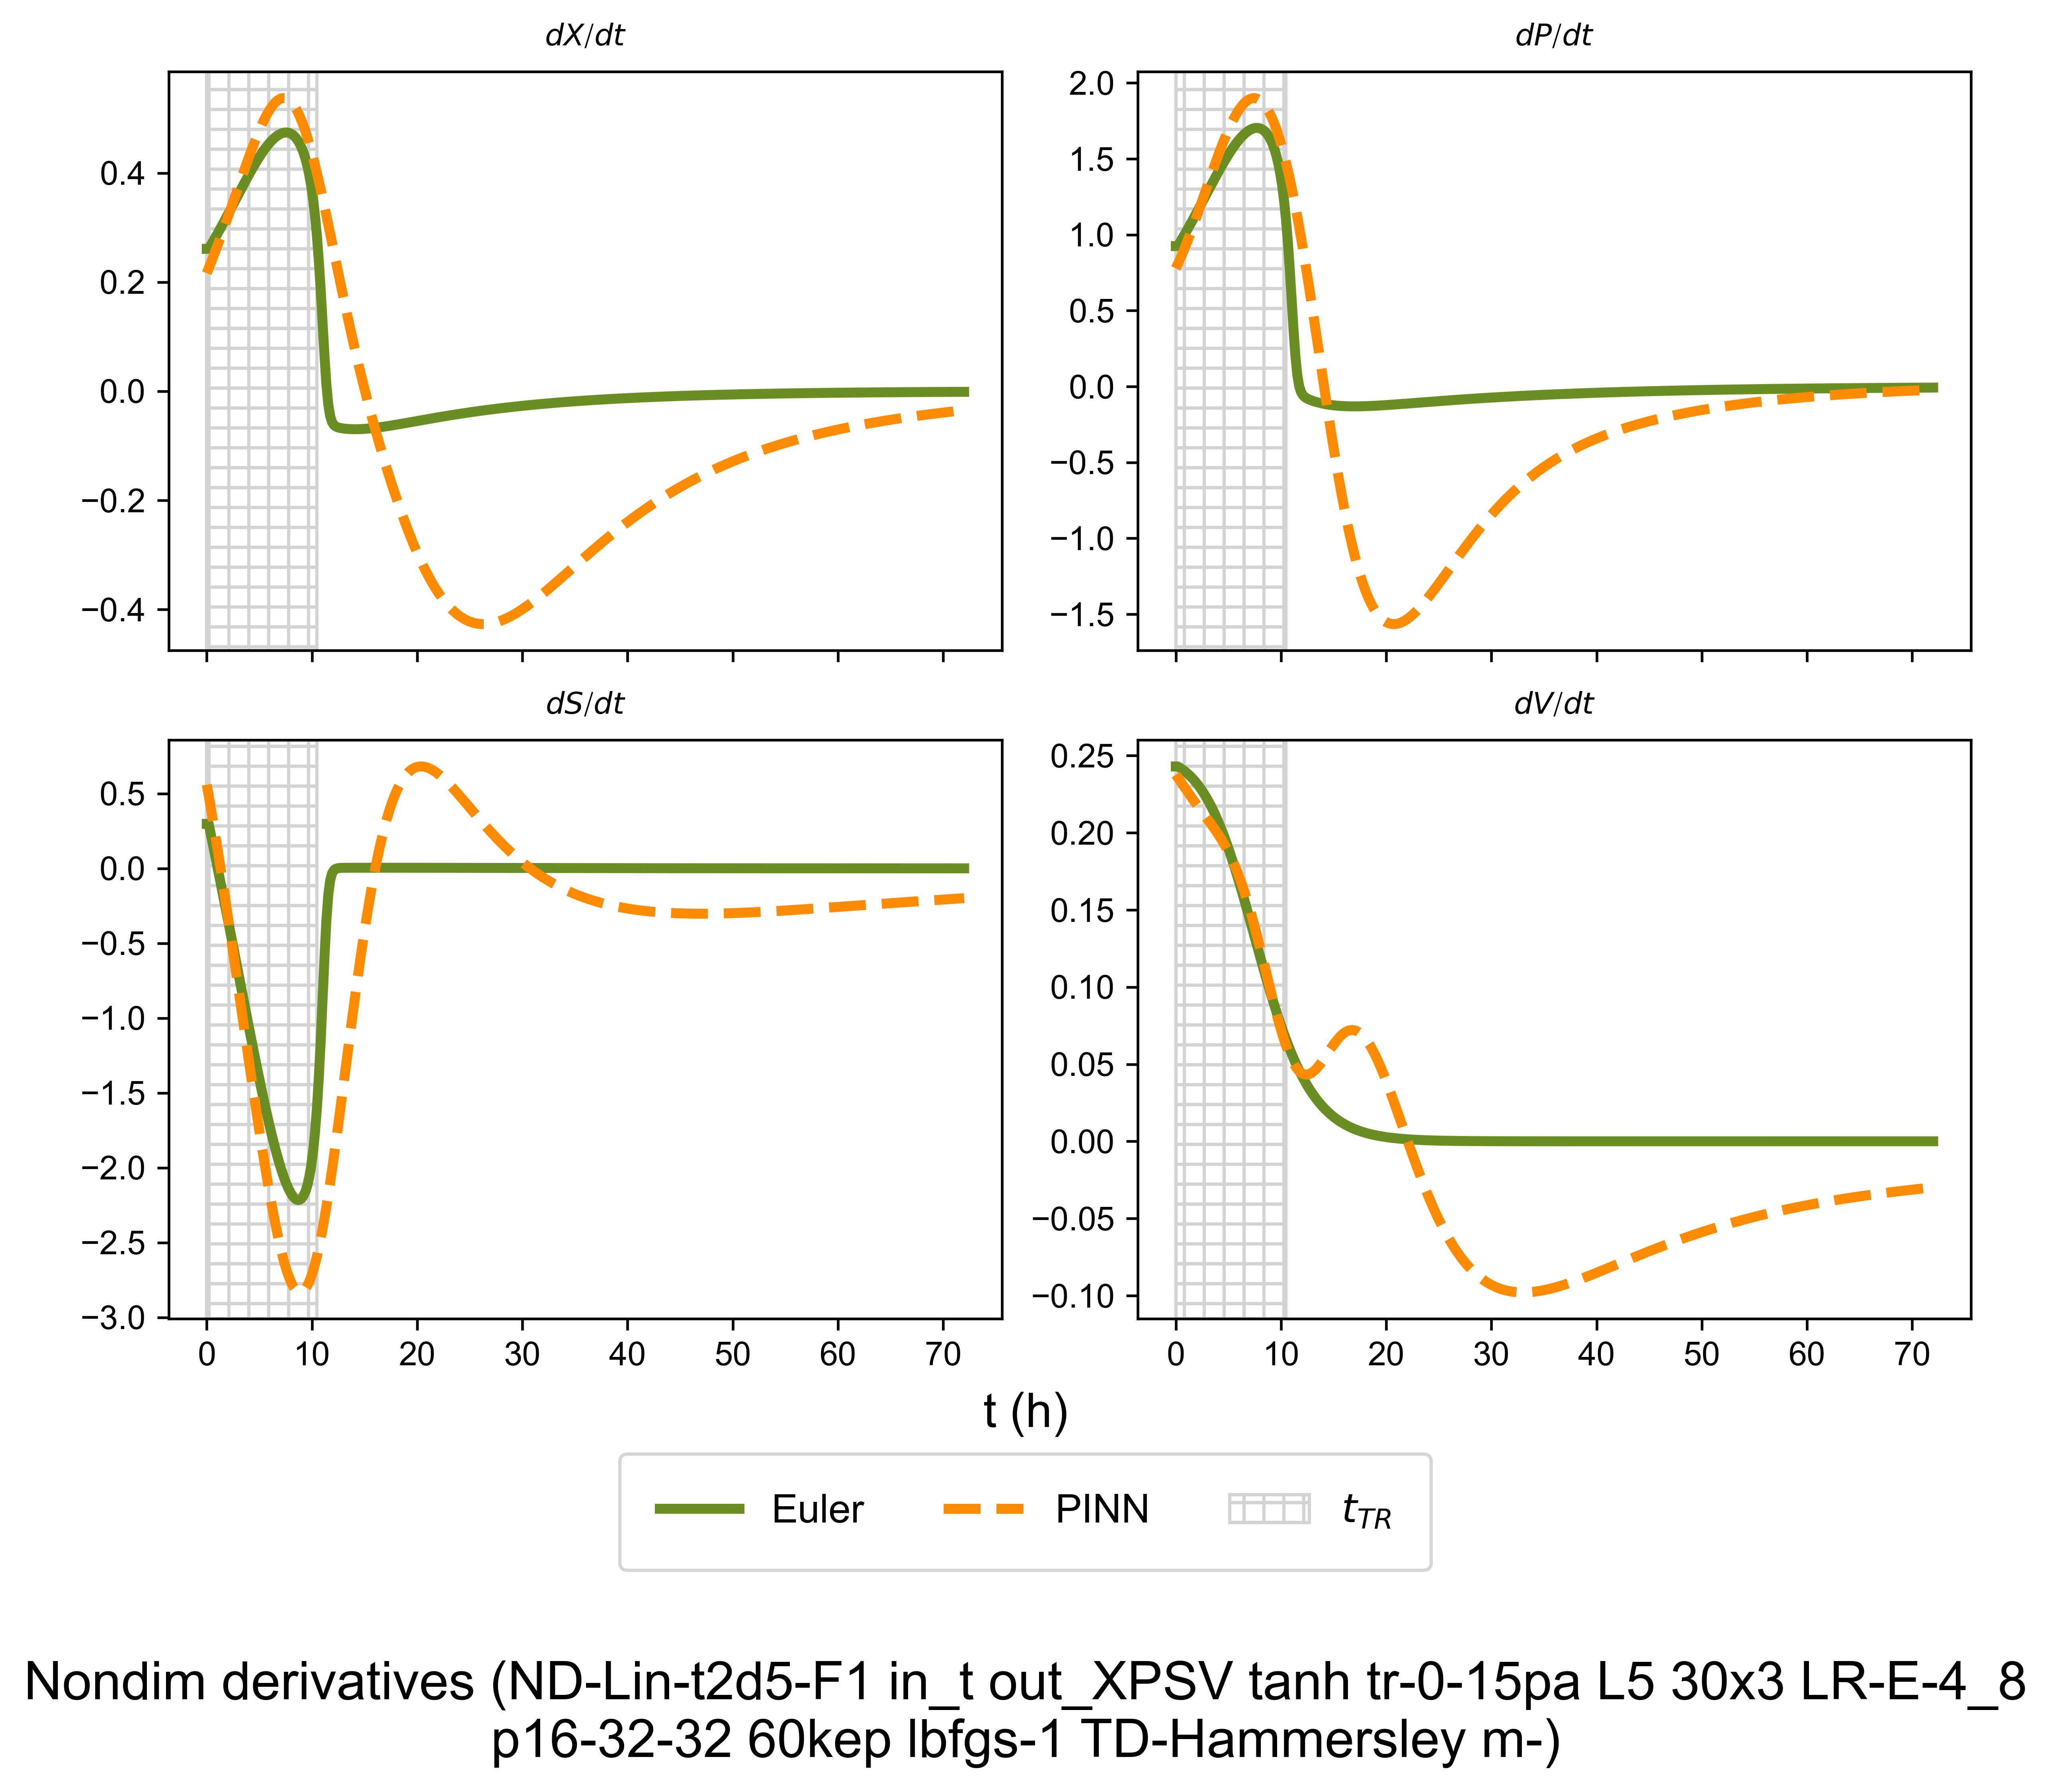 dX/dt
dP/dt
0.4
0.2
0.0
−0.2
−0.4
2.0
1.5
1.0
0.5
0.0
−0.5
−1.0
−1.5
dS/dt
dV/dt
0.5
0.0
−0.5
−1.0
−1.5
−2.0
−2.5
−3.0
0 10 20 30 40 50 60 70
0.25
0.20
0.15
0.10
0.05
0.00
−0.05
−0.10
0 10 20 30 40 50 60 70
t (h)
Euler PINN t_TR
Nondim derivatives (ND-Lin-t2d5-F1 in_t out_XPSV tanh tr-0-15pa L5 30x3 LR-E-4_8
p16-32-32 60kep lbfgs-1 TD-Hammersley m-)